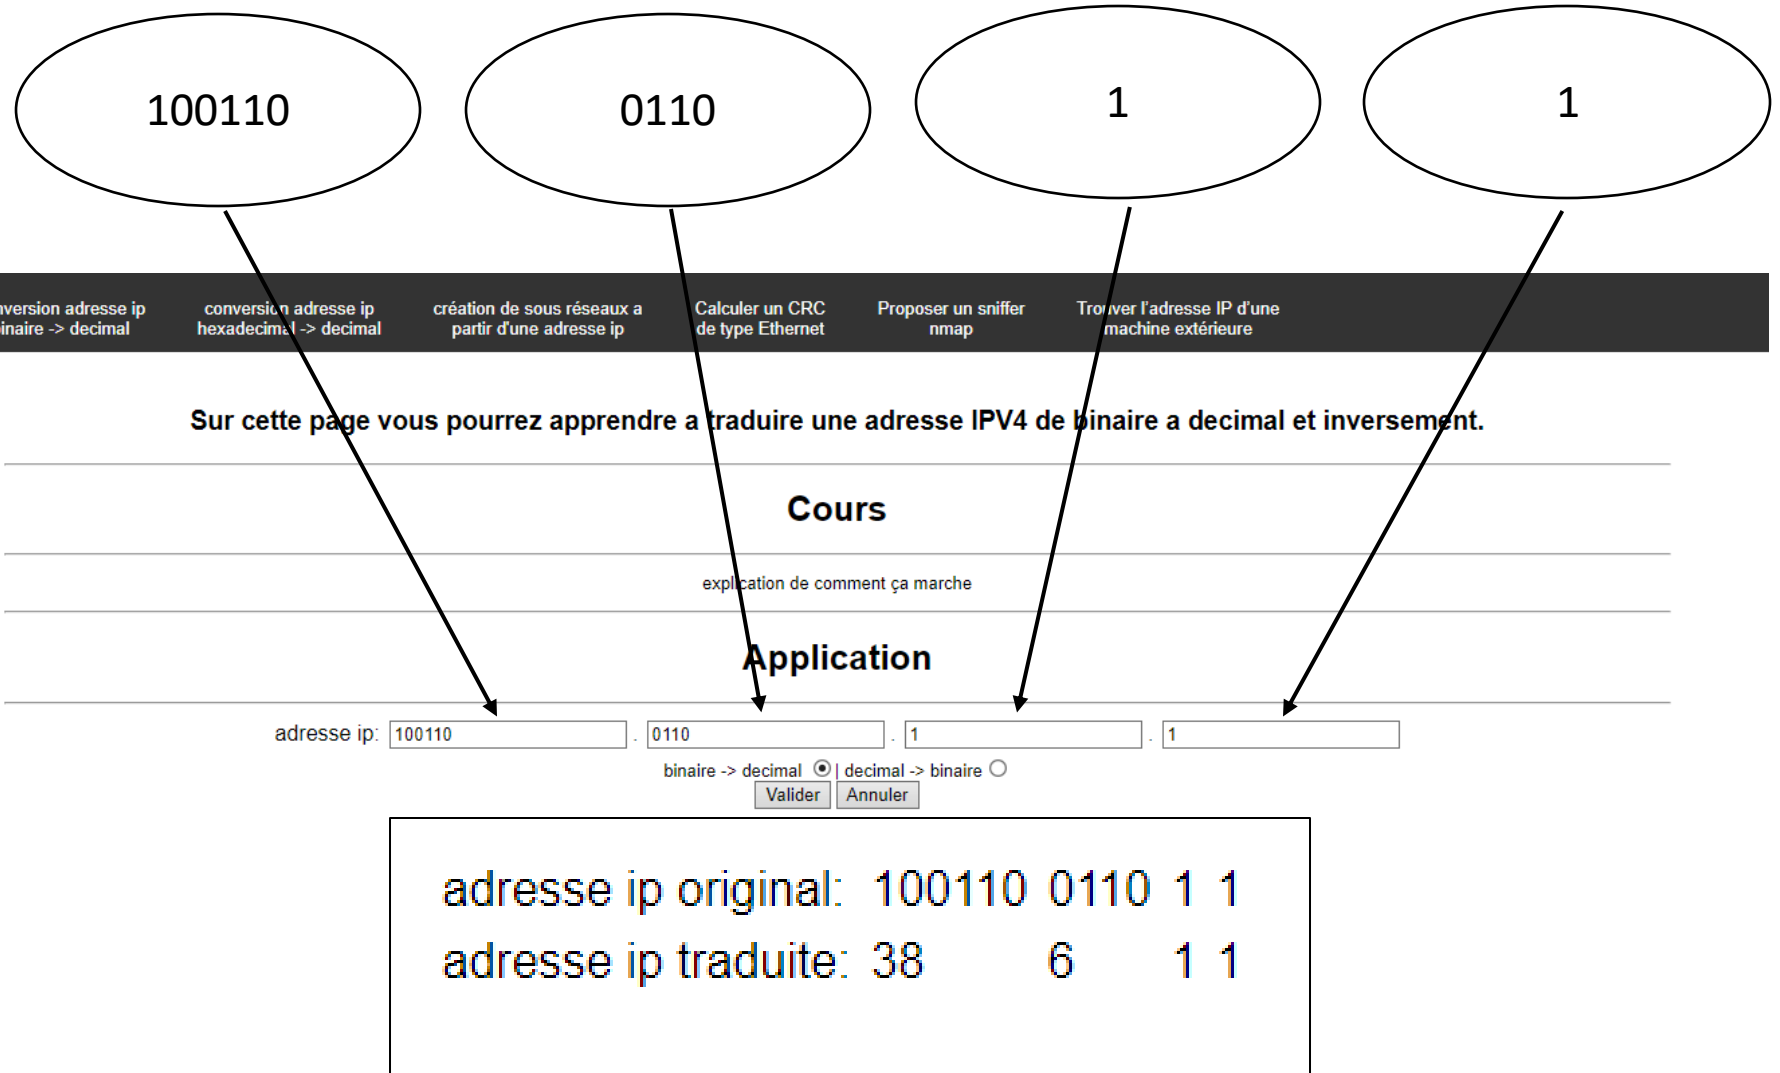 100110 0110 1 1
nversion adresse ip conversion adresse ip création de sous réseaux a Calculer un CRC Proposer un sniffer Trouver l'adresse IP d'une
inaire -> decimal hexadecimal -> decimal partir d'une adresse ip de type Ethernet nmap machine extérieure
Sur cette page vous pourrez apprendre a traduire une adresse IPV4 de binaire a decimal et inversement.
Cours
explication de comment ça marche
Application
adresse ip: 100110 . 0110 . 1 . 1
binaire -> decimal | decimal -> binaire
Valider Annuler
adresse ip original: 100110 0110 1 1
adresse ip traduite: 38 6 1 1